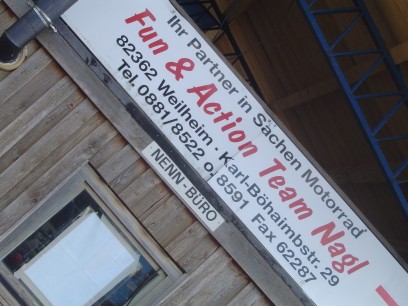 Ihr Partner in Sachen Motorrad
Fun & Action Team Nagl
82362 Weilheim · Karl-Böhaimbstr. 29
Tel. 0881/8522 o. 8591 Fax 62287
NENN-BÜRO